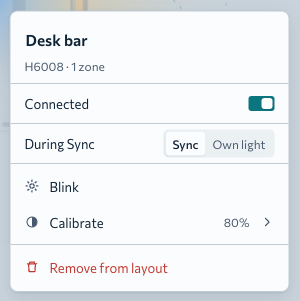 Desk bar
H6008 · 1 zone
Connected
During Sync Sync Own light
Blink
Calibrate 80%
Remove from layout